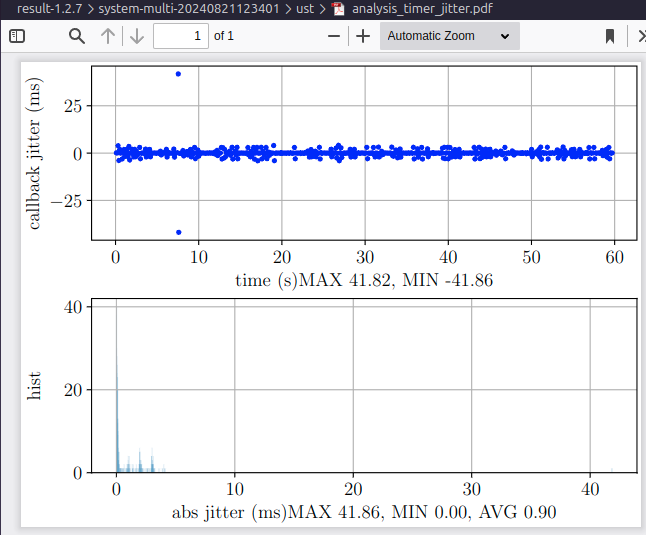 result-1.2.7 > system-multi-20240821123401 > ust > analysis_timer_jitter.pdf
1 of 1
Automatic Zoom
callback jitter (ms)
25
0
−25
0 10 20 30 40 50 60
time (s)MAX 41.82, MIN -41.86
hist
40
20
0
0 10 20 30 40
abs jitter (ms)MAX 41.86, MIN 0.00, AVG 0.90